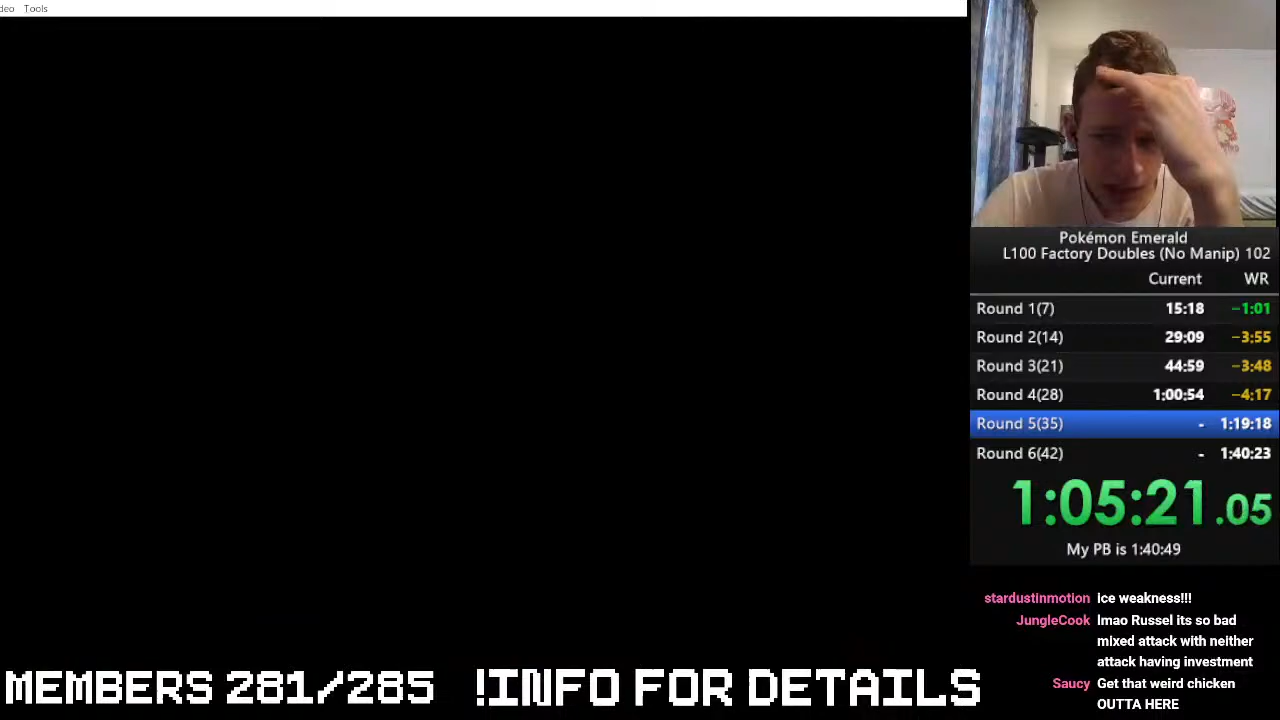 deo Tools
Pokémon Emerald
L100 Factory Doubles (No Manip) 102
Current WR
Round 1(7) 15:18 −1:01
Round 2(14) 29:09 −3:55
Round 3(21) 44:59 −3:48
Round 4(28) 1:00:54 −4:17
Round 5(35) - 1:19:18
Round 6(42) - 1:40:23
1:05:21.05
My PB is 1:40:49
stardustinmotion ice weakness!!!
JungleCook lmao Russel its so bad
mixed attack with neither
attack having investment
Saucy Get that weird chicken
OUTTA HERE
MEMBERS 281/285 !INFO FOR DETAILS